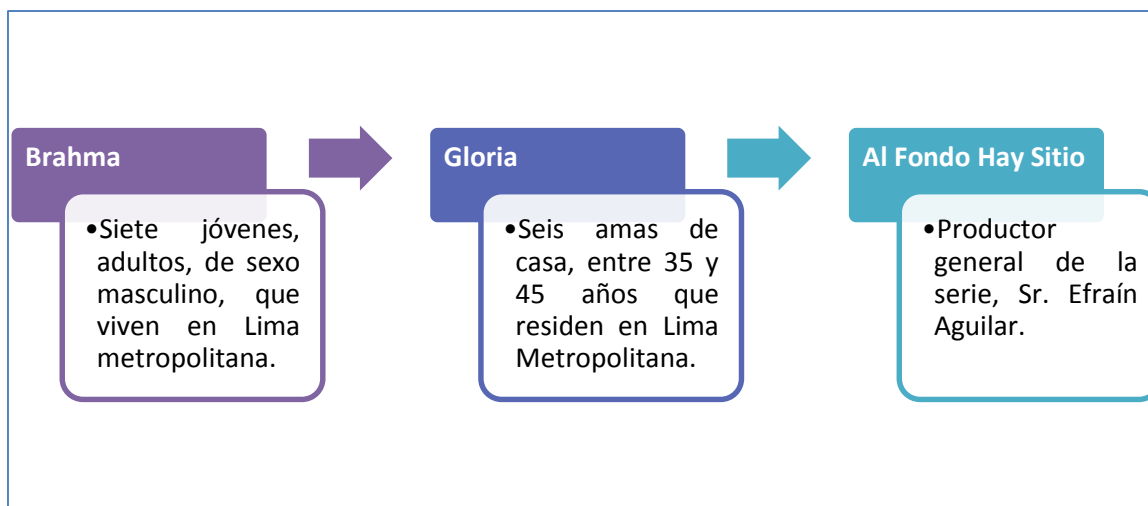 Brahma
•Siete jóvenes,
adultos, de sexo
masculino, que
viven en Lima
metropolitana.
Gloria
•Seis amas de
casa, entre 35 y
45 años que
residen en Lima
Metropolitana.
Al Fondo Hay Sitio
•Productor
general de la
serie, Sr. Efraín
Aguilar.